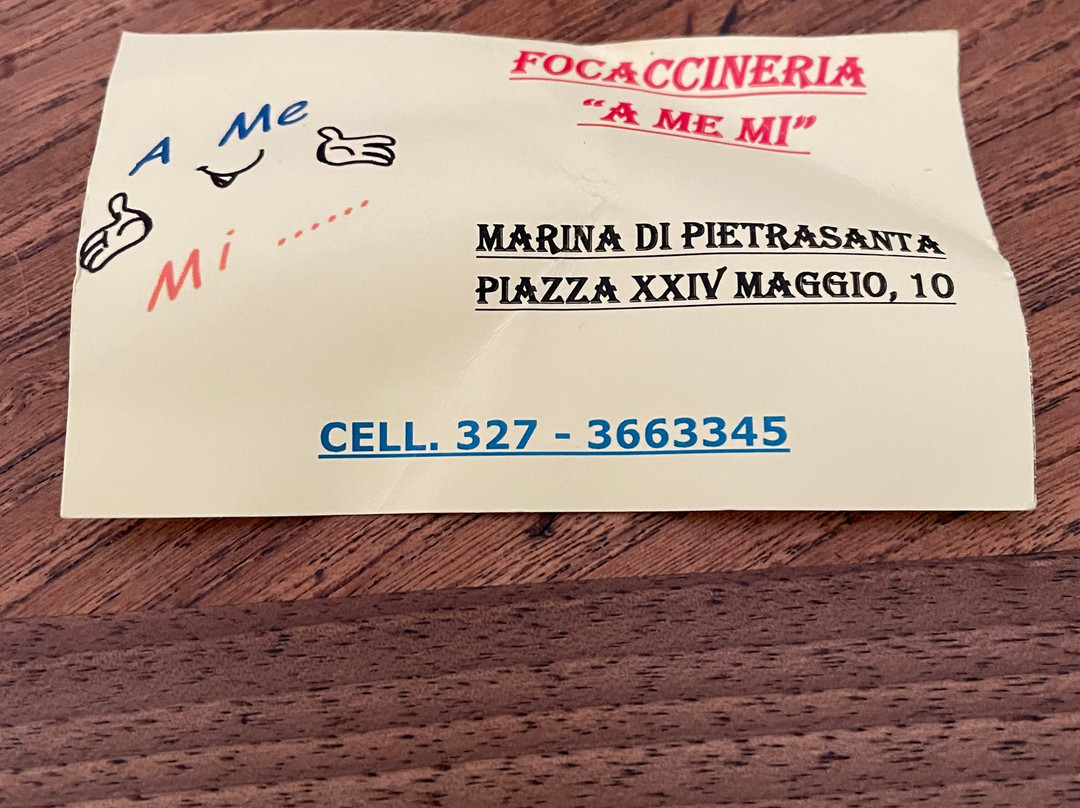 A Me
Mi ......
FOCACCINERIA
“A ME MI”
MARINA DI PIETRASANTA
PIAZZA XXIV MAGGIO, 10
CELL. 327 - 3663345